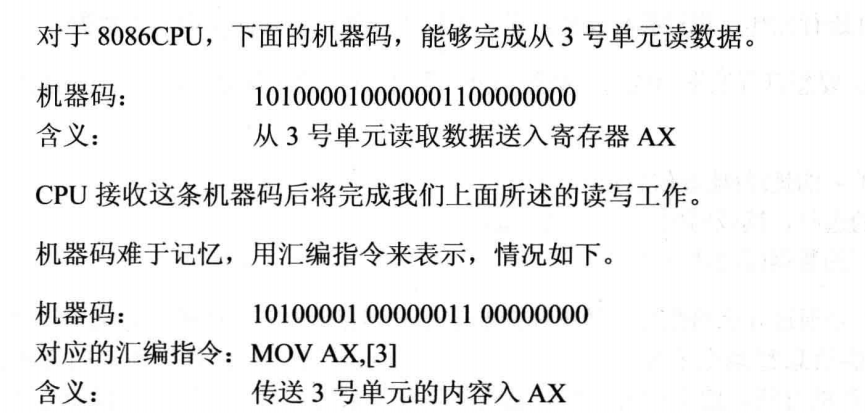 对于 8086CPU，下面的机器码，能够完成从 3 号单元读数据。
机器码： 101000010000001100000000
含义： 从 3 号单元读取数据送入寄存器 AX
CPU 接收这条机器码后将完成我们上面所述的读写工作。
机器码难于记忆，用汇编指令来表示，情况如下。
机器码： 10100001 00000011 00000000
对应的汇编指令：MOV AX,[3]
含义： 传送 3 号单元的内容入 AX